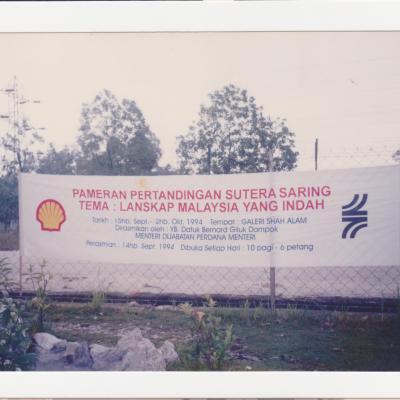 PAMERAN PERTANDINGAN SUTERA SARING
TEMA : LANSKAP MALAYSIA YANG INDAH
Tarikh : 15hb. Sept.- 2hb. Okt. 1994 Tempat : GALERI SHAH ALAM
Dirasmikan oleh : YB. Datuk Bernard Giluk Dompok
MENTERI DIJABATAN PERDANA MENTERI
Perasmian : 14hb. Sept. 1994 Dibuka Setiap Hari : 10 pagi - 6 petang